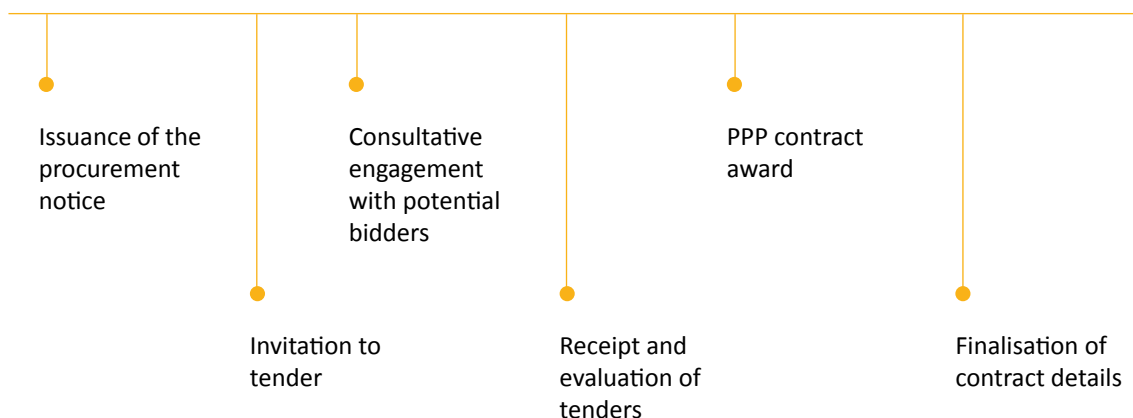 Issuance of the
procurement
notice
Invitation to
tender
Consultative
engagement
with potential
bidders
Receipt and
evaluation of
tenders
PPP contract
award
Finalisation of
contract details